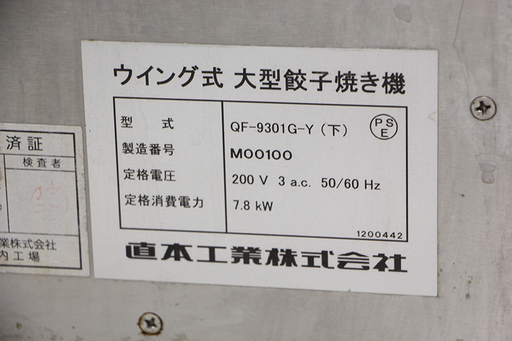 ウイング式 大型餃子焼き機
型 式 QF-9301G-Y (下) PSE
製造番号 M00100
定格電圧 200 V 3 a.c. 50/60 Hz
定格消費電力 7.8 kW
1200442
直本工業株式会社
済証
検査者
業株式会社
内工場